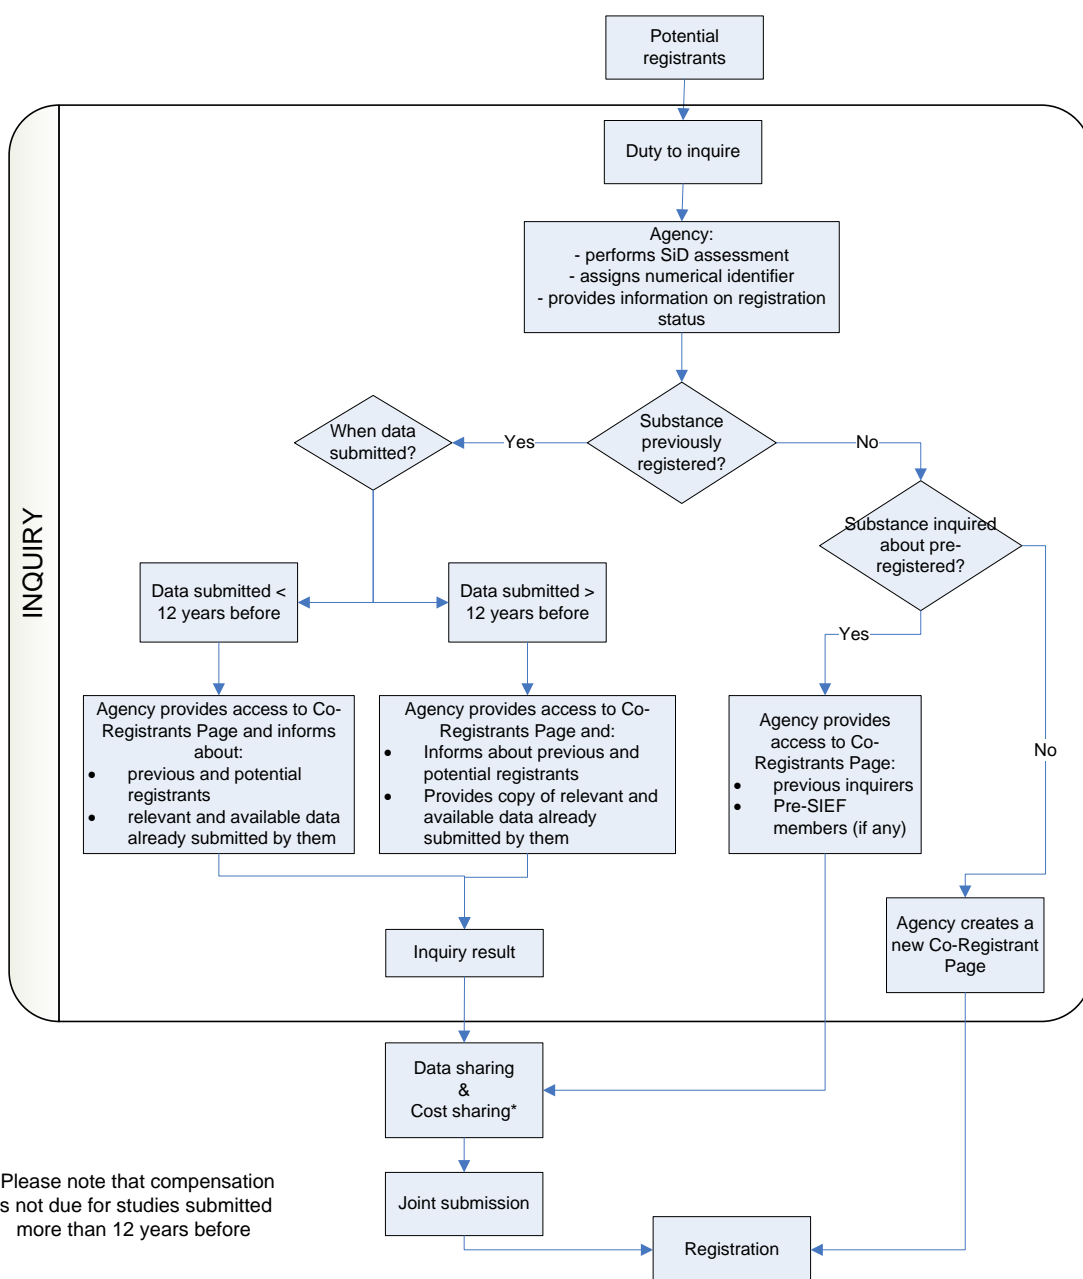 Potential
registrants
Duty to inquire
Agency:
- performs SiD assessment
- assigns numerical identifier
- provides information on registration
status
Substance
previously
registered?
Yes
No
When data
submitted?
Substance inquired
about pre-
registered?
INQUIRY
Data submitted <
12 years before
Data submitted >
12 years before
Yes
No
Agency provides access to Co-
Registrants Page and informs
about:
• previous and potential
registrants
• relevant and available data
already submitted by them
Agency provides access to Co-
Registrants Page and:
• Informs about previous and
potential registrants
• Provides copy of relevant and
available data already
submitted by them
Agency provides
access to Co-
Registrants Page:
• previous inquirers
• Pre-SIEF
members (if any)
Agency creates a
new Co-Registrant
Page
Inquiry result
Data sharing
&
Cost sharing*
Joint submission
Registration
Please note that compensation
s not due for studies submitted
more than 12 years before